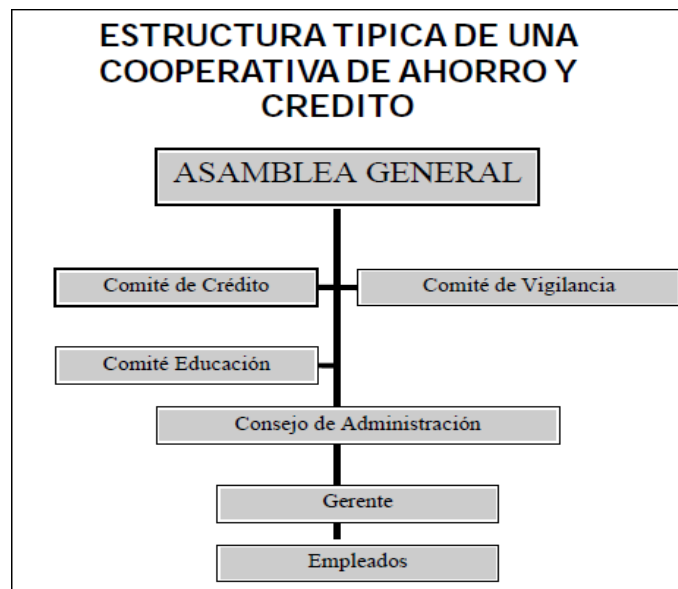 ESTRUCTURA TIPICA DE UNA
COOPERATIVA DE AHORRO Y
CREDITO
ASAMBLEA GENERAL
Comité de Crédito
Comité de Vigilancia
Comité Educación
Consejo de Administración
Gerente
Empleados